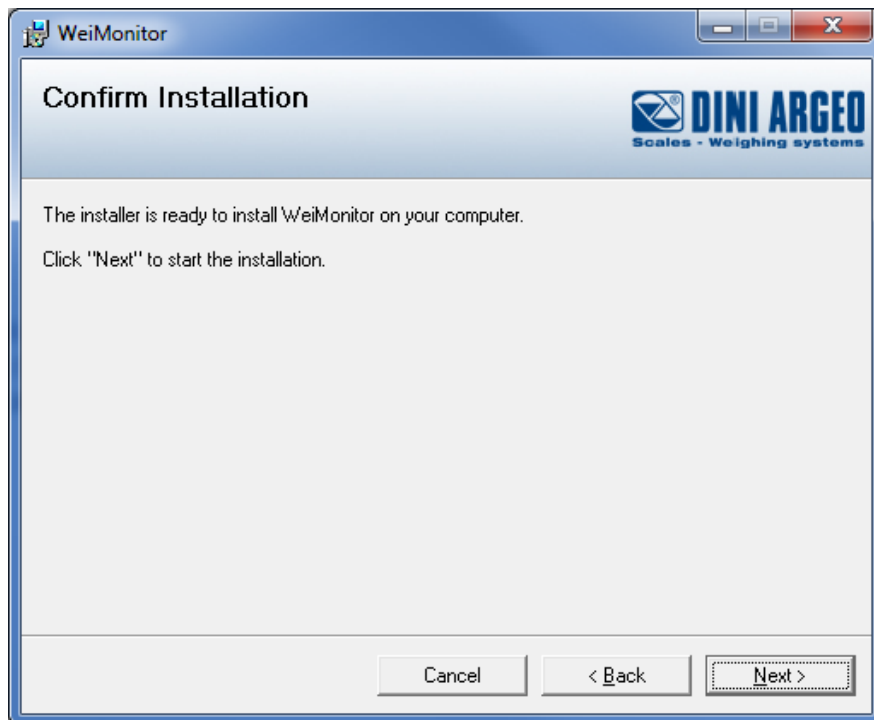 WeiMonitor
Confirm Installation
DINI ARGEO
Scales - Weighing systems
The installer is ready to install WeiMonitor on your computer.
Click "Next" to start the installation.
Cancel
< Back
Next >